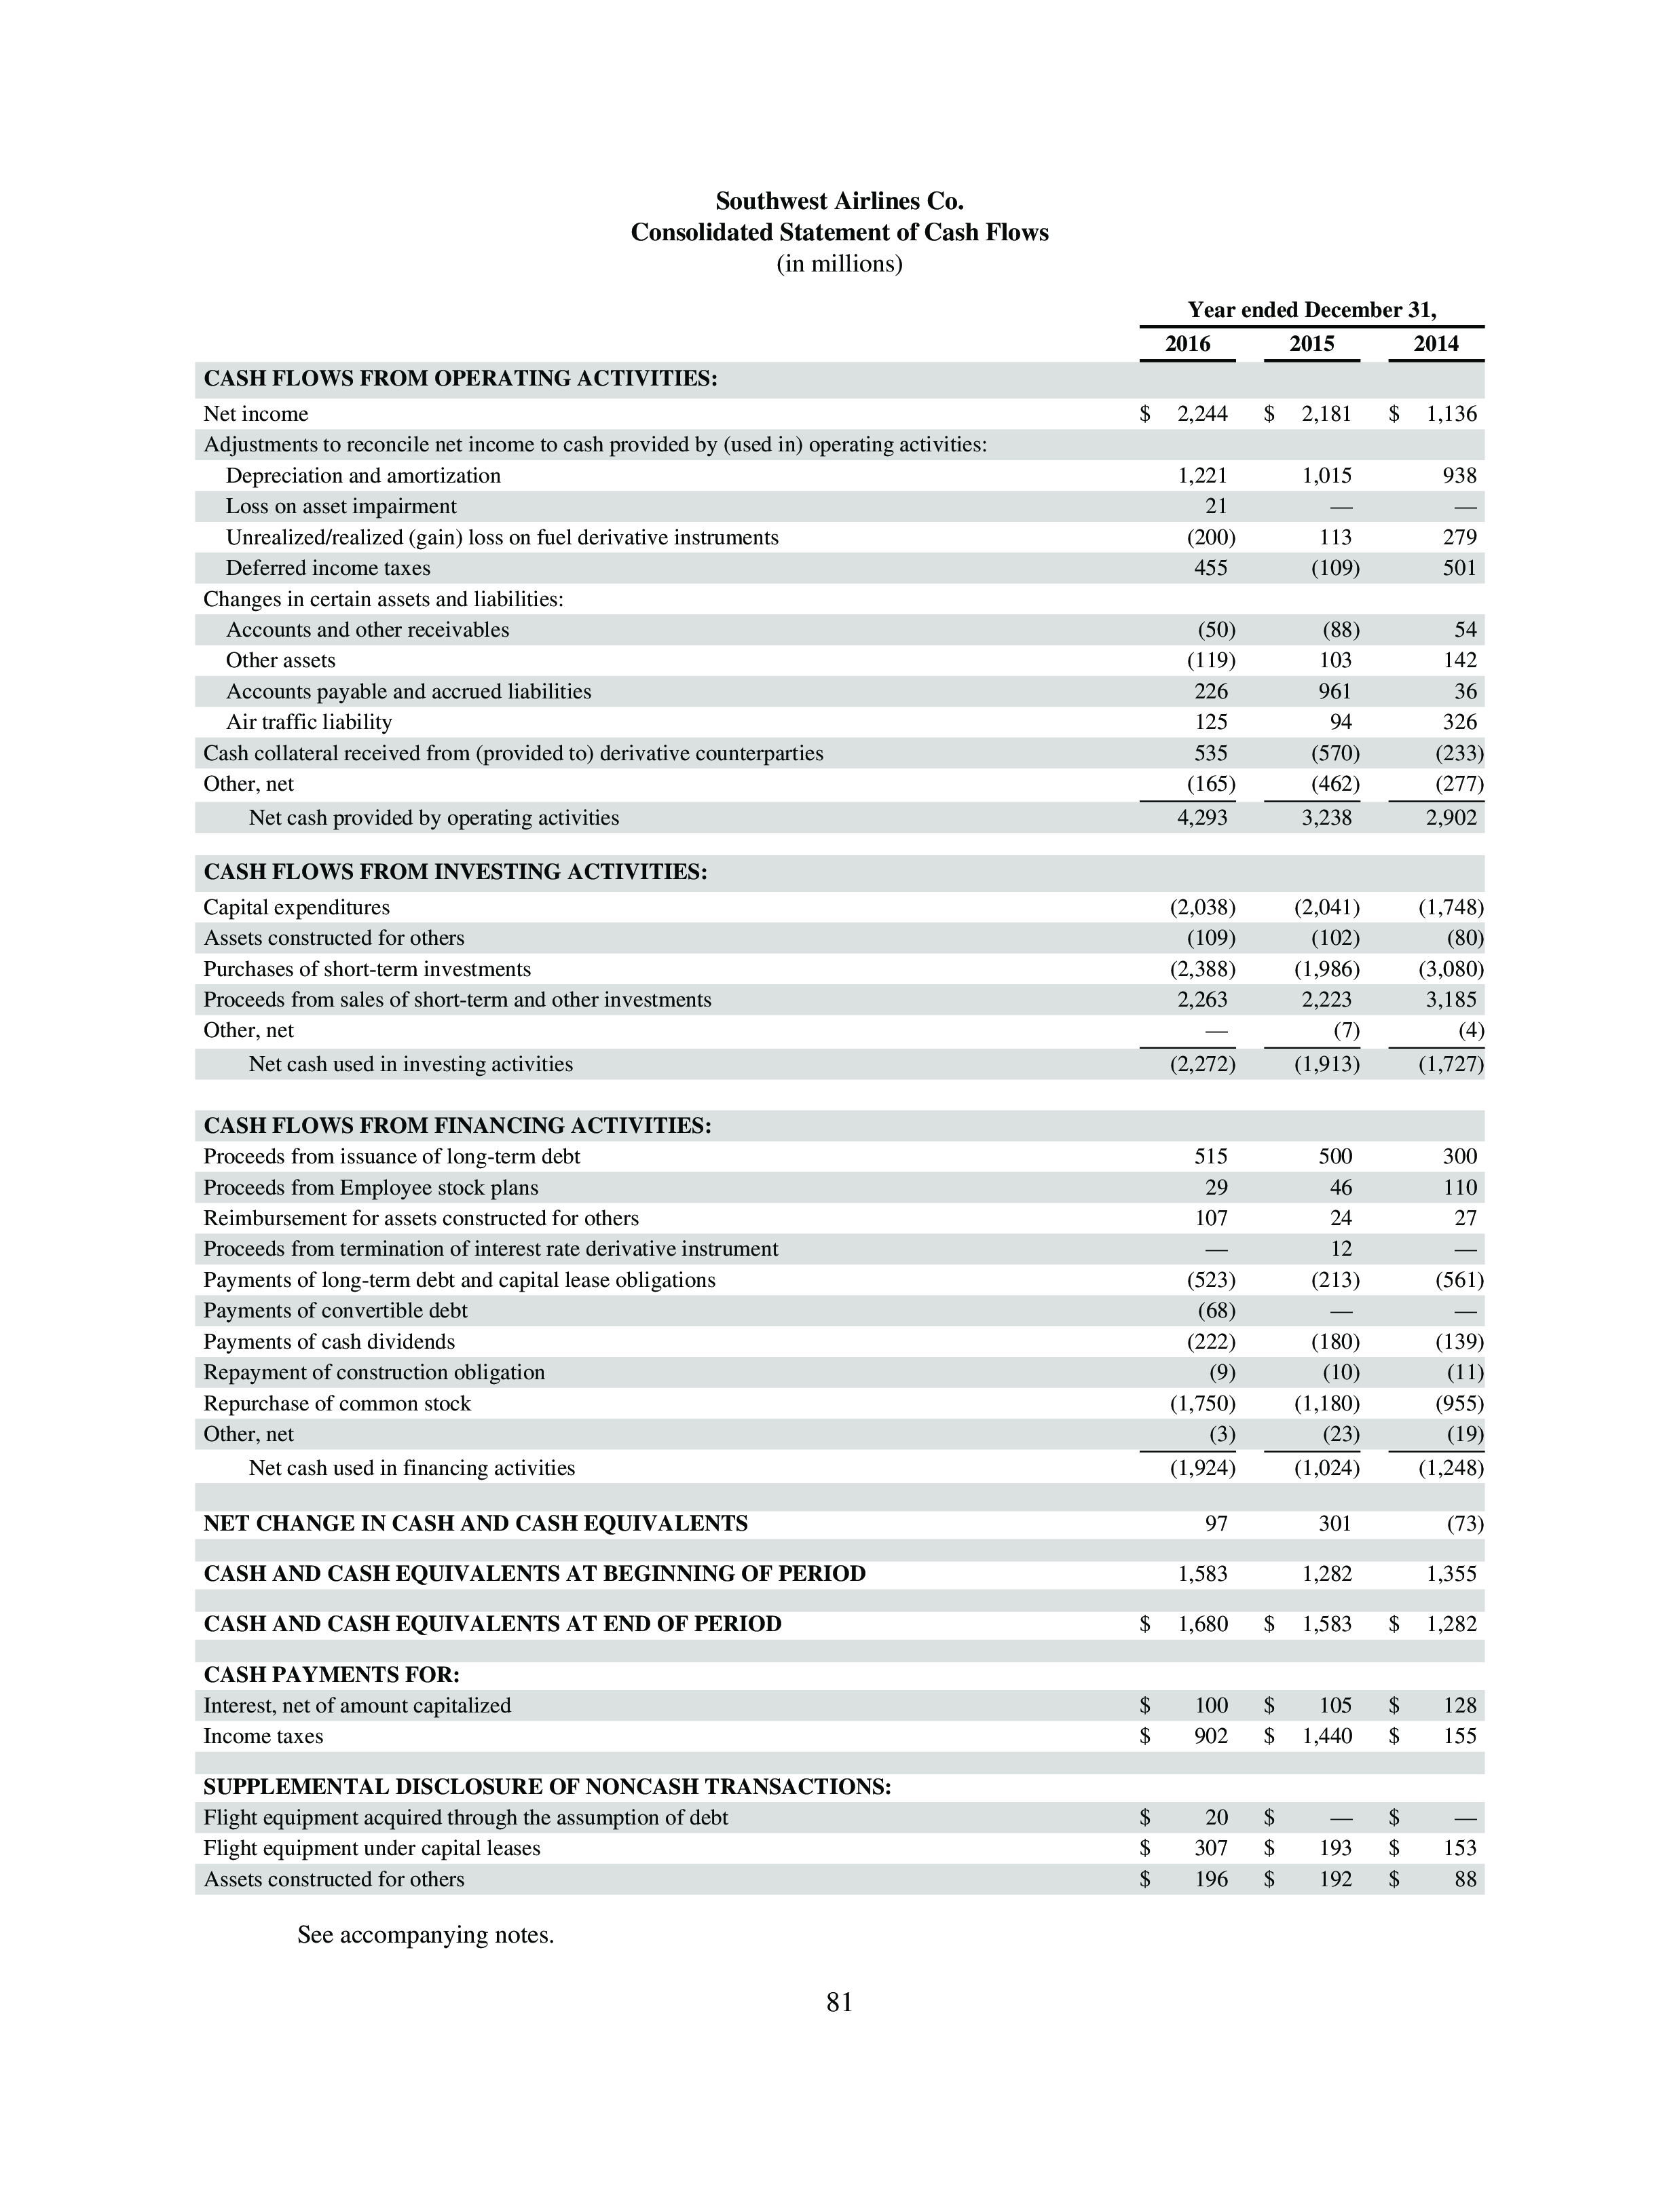 Southwest Airlines Co.
Consolidated Statement of Cash Flows
(in millions)
Year ended December 31,
2016 2015 2014
CASH FLOWS FROM OPERATING ACTIVITIES:
Net income $ 2,244 $ 2,181 $ 1,136
Adjustments to reconcile net income to cash provided by (used in) operating activities:
Depreciation and amortization 1,221 1,015 938
Loss on asset impairment 21 — —
Unrealized/realized (gain) loss on fuel derivative instruments (200) 113 279
Deferred income taxes 455 (109) 501
Changes in certain assets and liabilities:
Accounts and other receivables (50) (88) 54
Other assets (119) 103 142
Accounts payable and accrued liabilities 226 961 36
Air traffic liability 125 94 326
Cash collateral received from (provided to) derivative counterparties 535 (570) (233)
Other, net (165) (462) (277)
Net cash provided by operating activities 4,293 3,238 2,902
CASH FLOWS FROM INVESTING ACTIVITIES:
Capital expenditures (2,038) (2,041) (1,748)
Assets constructed for others (109) (102) (80)
Purchases of short-term investments (2,388) (1,986) (3,080)
Proceeds from sales of short-term and other investments 2,263 2,223 3,185
Other, net — (7) (4)
Net cash used in investing activities (2,272) (1,913) (1,727)
CASH FLOWS FROM FINANCING ACTIVITIES:
Proceeds from issuance of long-term debt 515 500 300
Proceeds from Employee stock plans 29 46 110
Reimbursement for assets constructed for others 107 24 27
Proceeds from termination of interest rate derivative instrument — 12 —
Payments of long-term debt and capital lease obligations (523) (213) (561)
Payments of convertible debt (68) — —
Payments of cash dividends (222) (180) (139)
Repayment of construction obligation (9) (10) (11)
Repurchase of common stock (1,750) (1,180) (955)
Other, net (3) (23) (19)
Net cash used in financing activities (1,924) (1,024) (1,248)
NET CHANGE IN CASH AND CASH EQUIVALENTS 97 301 (73)
CASH AND CASH EQUIVALENTS AT BEGINNING OF PERIOD 1,583 1,282 1,355
CASH AND CASH EQUIVALENTS AT END OF PERIOD $ 1,680 $ 1,583 $ 1,282
CASH PAYMENTS FOR:
Interest, net of amount capitalized $ 100 $ 105 $ 128
Income taxes $ 902 $ 1,440 $ 155
SUPPLEMENTAL DISCLOSURE OF NONCASH TRANSACTIONS:
Flight equipment acquired through the assumption of debt $ 20 $ — $ —
Flight equipment under capital leases $ 307 $ 193 $ 153
Assets constructed for others $ 196 $ 192 $ 88
See accompanying notes.
81